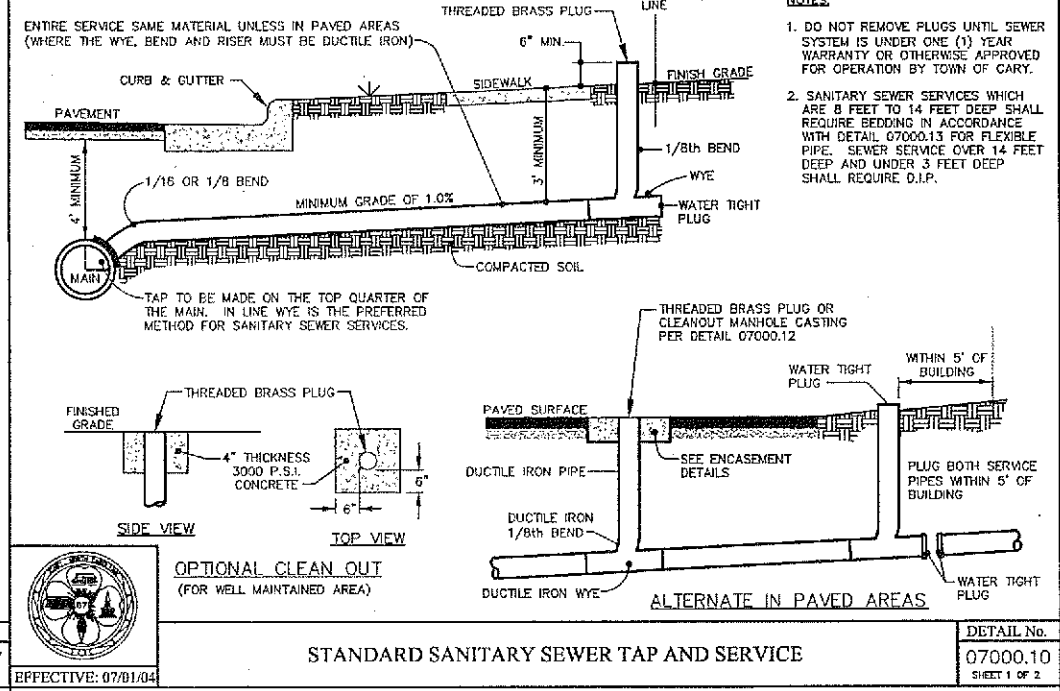 THREADED BRASS PLUG
LINE
NOTES:
ENTIRE SERVICE SAME MATERIAL UNLESS IN PAVED AREAS
(WHERE THE WYE, BEND AND RISER MUST BE DUCTILE IRON)
6" MIN.
CURB & GUTTER
SIDEWALK
FINISH GRADE
PAVEMENT
3' MINIMUM
1/8th BEND
4' MINIMUM
1/16 OR 1/8 BEND
WYE
MINIMUM GRADE OF 1.0%
WATER TIGHT
PLUG
MAIN
COMPACTED SOIL
TAP TO BE MADE ON THE TOP QUARTER OF
THE MAIN. IN LINE WYE IS THE PREFERRED
METHOD FOR SANITARY SEWER SERVICES.
1. DO NOT REMOVE PLUGS UNTIL SEWER
SYSTEM IS UNDER ONE (1) YEAR
WARRANTY OR OTHERWISE APPROVED
FOR OPERATION BY TOWN OF CARY.
2. SANITARY SEWER SERVICES WHICH
ARE 8 FEET TO 14 FEET DEEP SHALL
REQUIRE BEDDING IN ACCORDANCE
WITH DETAIL 07000.13 FOR FLEXIBLE
PIPE. SEWER SERVICE OVER 14 FEET
DEEP AND UNDER 3 FEET DEEP
SHALL REQUIRE D.I.P.
THREADED BRASS PLUG
FINISHED
GRADE
4" THICKNESS
3000 P.S.I.
CONCRETE
6"
6"
SIDE VIEW
TOP VIEW
OPTIONAL CLEAN OUT
(FOR WELL MAINTAINED AREA)
THREADED BRASS PLUG OR
CLEANOUT MANHOLE CASTING
PER DETAIL 07000.12
WATER TIGHT
PLUG
WITHIN 5' OF
BUILDING
PAVED SURFACE
SEE ENCASEMENT
DETAILS
DUCTILE IRON PIPE
PLUG BOTH SERVICE
PIPES WITHIN 5' OF
BUILDING
DUCTILE IRON
1/8th BEND
DUCTILE IRON WYE
WATER TIGHT
PLUG
ALTERNATE IN PAVED AREAS
EFFECTIVE: 07/01/04
STANDARD SANITARY SEWER TAP AND SERVICE
DETAIL No.
07000.10
SHEET 1 OF 2